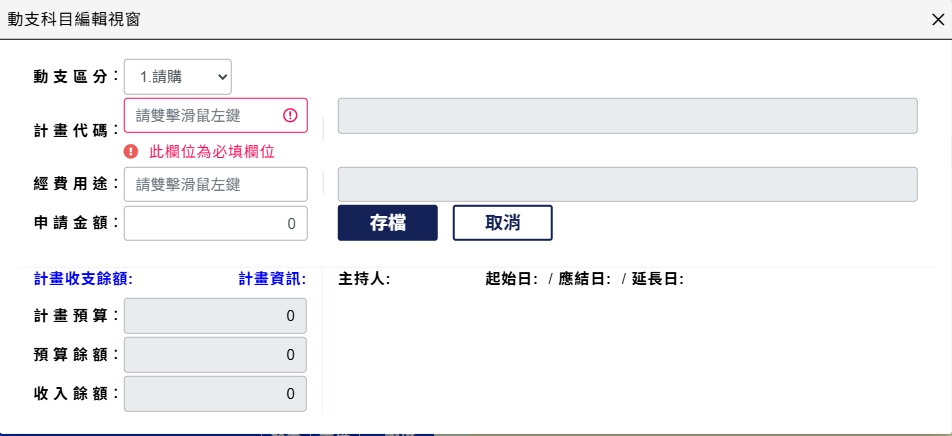 動支科目編輯視窗
動支區分： 1.請購
計畫代碼： 請雙擊滑鼠左鍵
此欄位為必填欄位
經費用途： 請雙擊滑鼠左鍵
申請金額： 0 存檔 取消
計畫收支餘額: 計畫資訊: 主持人: 起始日: / 應結日: / 延長日:
計畫預算： 0
預算餘額： 0
收入餘額： 0